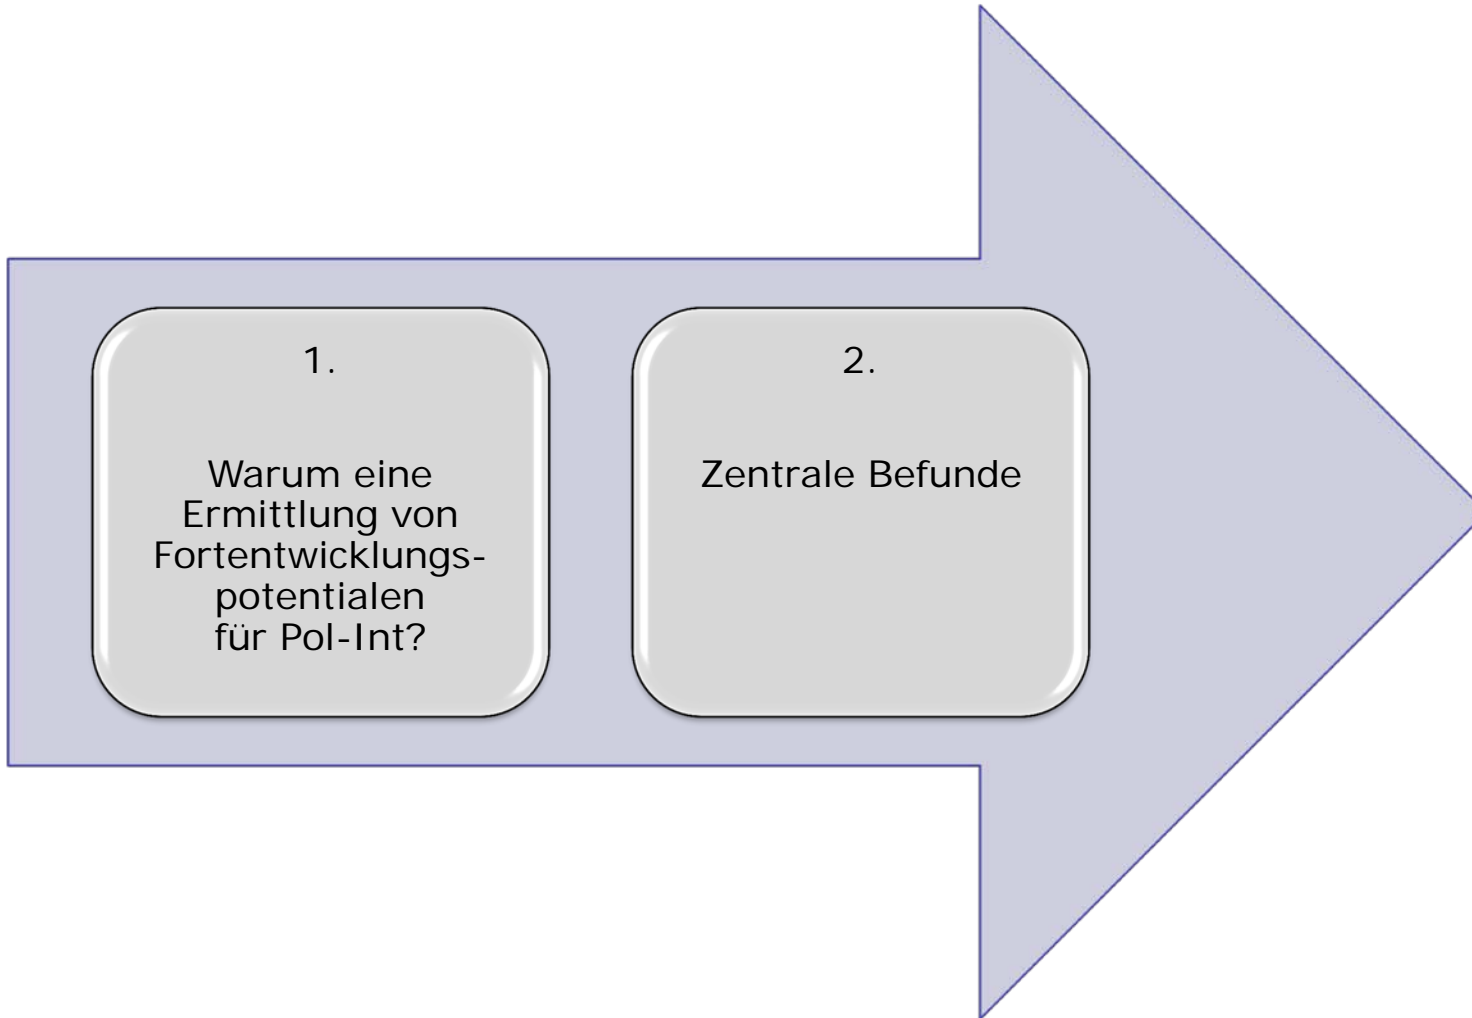 1.
Warum eine
Ermittlung von
Fortentwicklungs-
potentialen
für Pol-Int?
2.
Zentrale Befunde